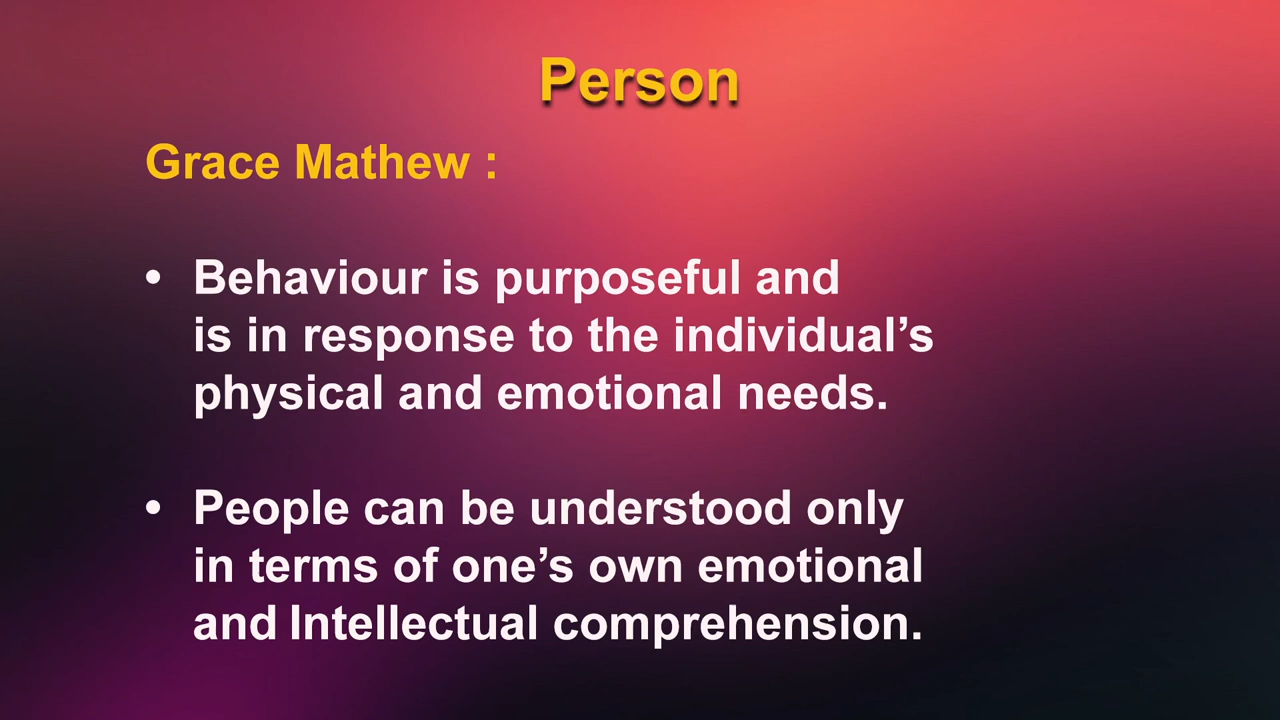 Person
Grace Mathew :
• Behaviour is purposeful and
is in response to the individual’s
physical and emotional needs.
• People can be understood only
in terms of one’s own emotional
and Intellectual comprehension.